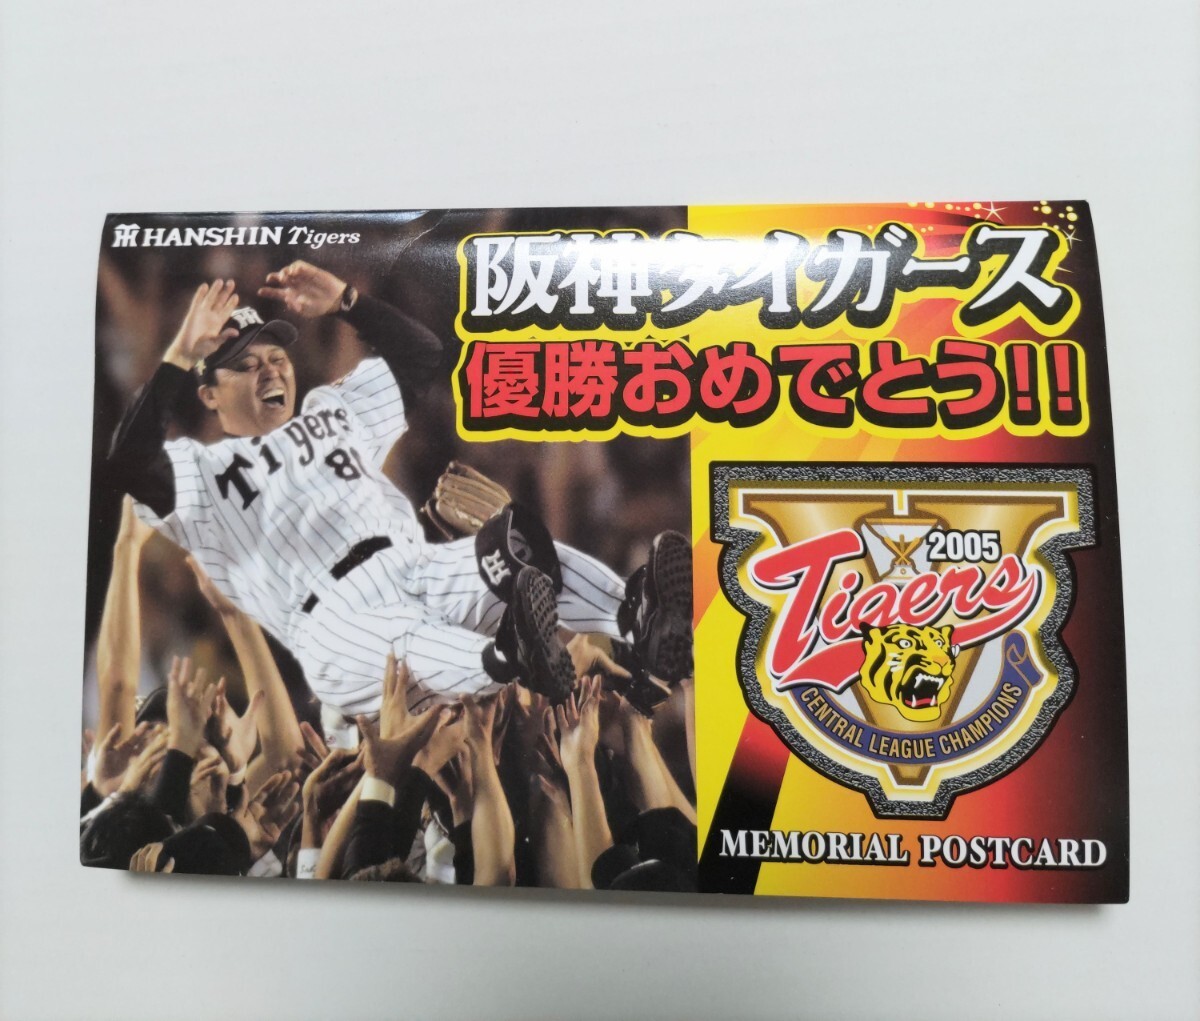 HANSHIN Tigers
阪神タイガース
優勝おめでとう!!
Tigers
2005
Tigers
CENTRAL LEAGUE CHAMPIONS
MEMORIAL POSTCARD